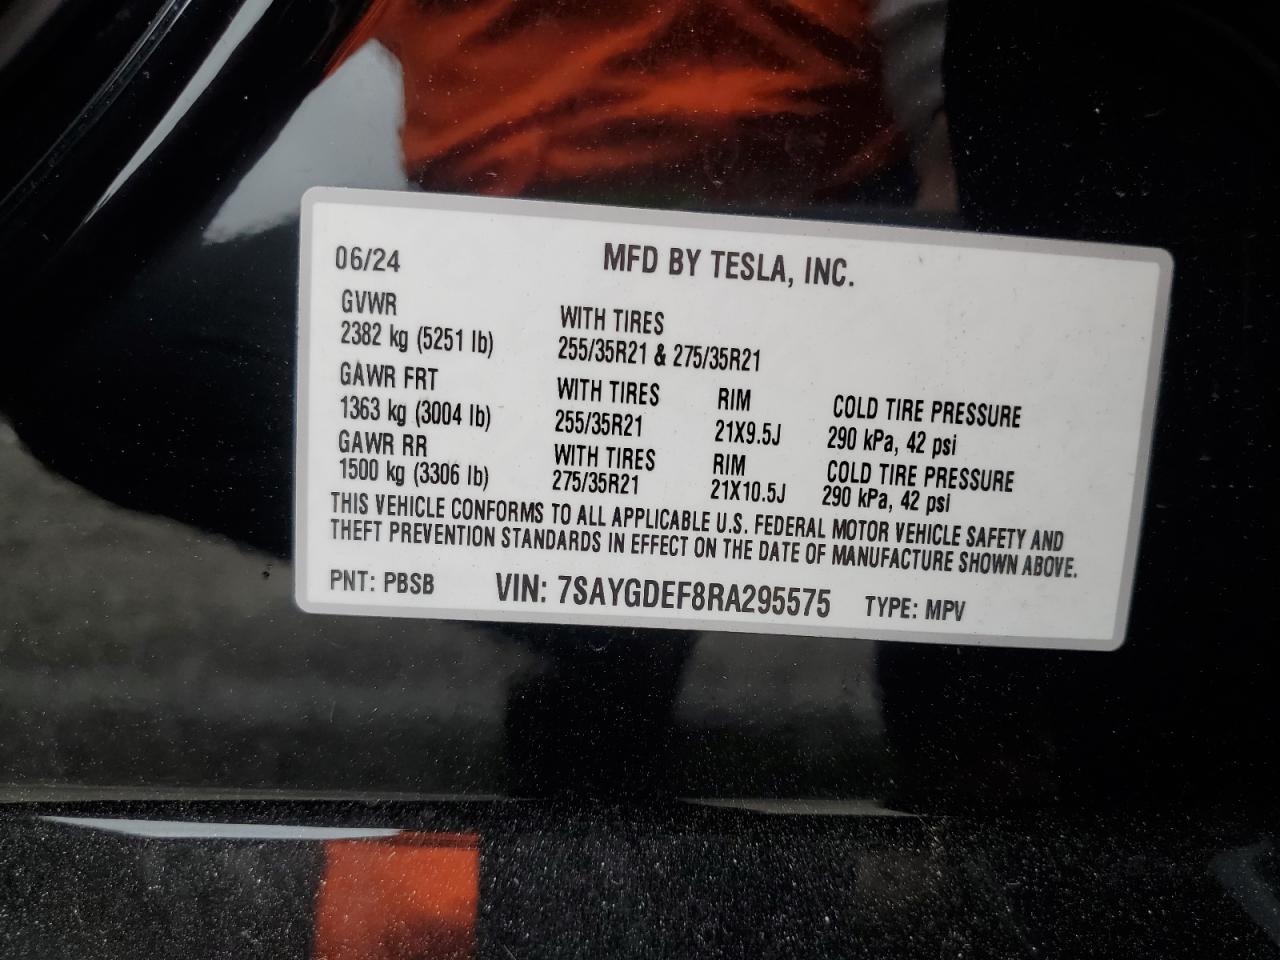 06/24 MFD BY TESLA, INC.
GVWR WITH TIRES
2382 kg (5251 lb) 255/35R21 & 275/35R21
GAWR FRT WITH TIRES RIM COLD TIRE PRESSURE
1363 kg (3004 lb) 255/35R21 21X9.5J 290 kPa, 42 psi
GAWR RR WITH TIRES RIM COLD TIRE PRESSURE
1500 kg (3306 lb) 275/35R21 21X10.5J 290 kPa, 42 psi
THIS VEHICLE CONFORMS TO ALL APPLICABLE U.S. FEDERAL MOTOR VEHICLE SAFETY AND
THEFT PREVENTION STANDARDS IN EFFECT ON THE DATE OF MANUFACTURE SHOWN ABOVE.
PNT: PBSB VIN: 7SAYGDEF8RA295575 TYPE: MPV